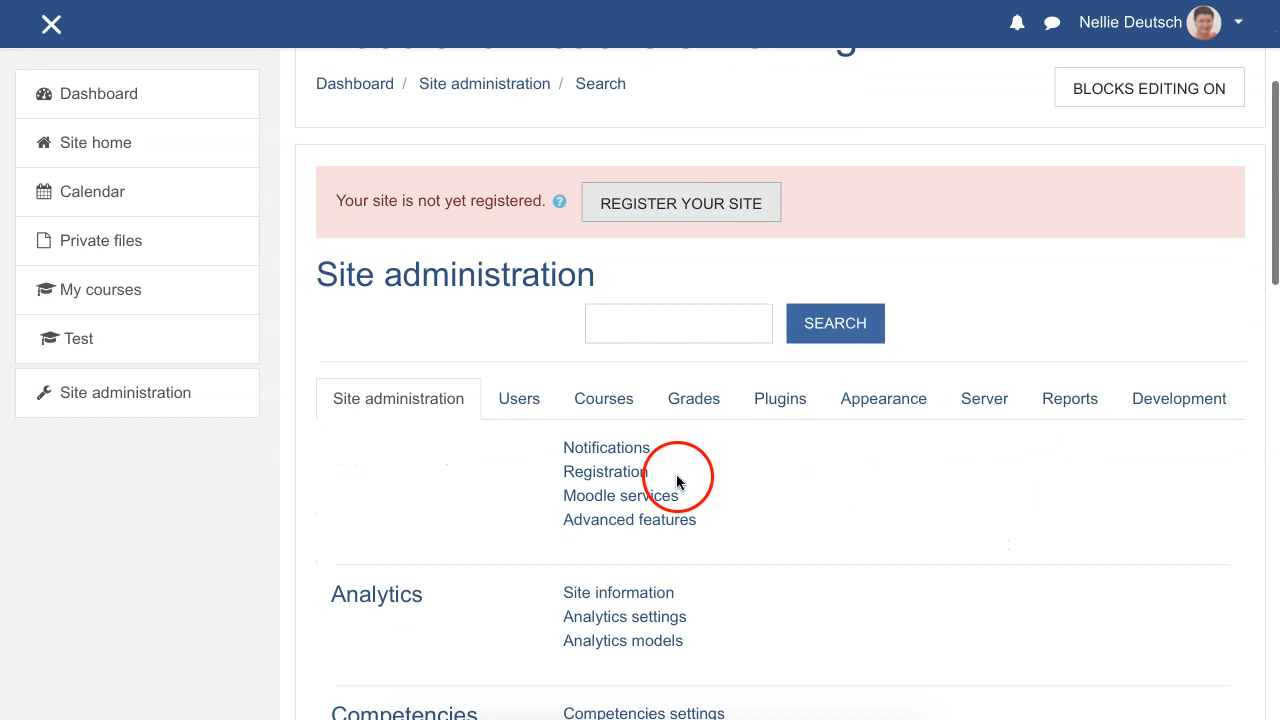 Nellie Deutsch
Dashboard / Site administration / Search
BLOCKS EDITING ON
Dashboard
Site home
Calendar
Private files
My courses
Test
Site administration
Your site is not yet registered. ? REGISTER YOUR SITE
Site administration
SEARCH
Site administration Users Courses Grades Plugins Appearance Server Reports Development
Notifications
Registration
Moodle services
Advanced features
Analytics
Site information
Analytics settings
Analytics models
Competencies
Competencies settings